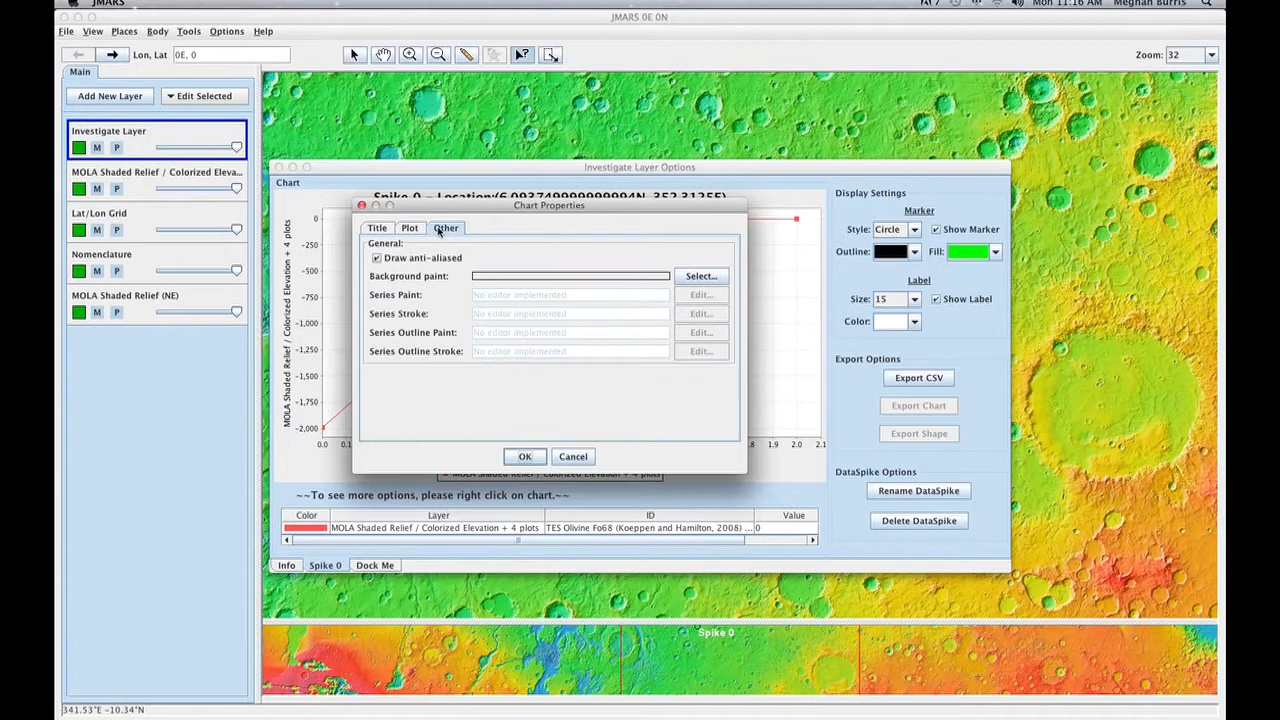 JMARS
Mon 11:16 AM Meghan Burris
JMARS 0E 0N
File View Places Body Tools Options Help
Lon, Lat 0E, 0
Zoom: 32
Main
Add New Layer
Edit Selected
Investigate Layer
M P
MOLA Shaded Relief / Colorized Eleva...
M P
Lat/Lon Grid
M P
Nomenclature
M P
MOLA Shaded Relief (NE)
M P
Investigate Layer Options
Chart
Chart Properties
Title Plot Other
General:
Draw anti-aliased
Background paint: Select...
Series Paint: No editor implemented Edit...
Series Stroke: No editor implemented Edit...
Series Outline Paint: No editor implemented Edit...
Series Outline Stroke: No editor implemented Edit...
OK Cancel
MOLA Shaded Relief / Colorized Elevation + 4 plots
0
-250
-500
-750
-1,000
-1,250
-1,500
-1,750
-2,000
0.0 1.8 1.9 2.0 2.1
MOLA Shaded Relief / Colorized Elevation + 4 plots
~~To see more options, please right click on chart.~~
Color Layer ID Value
MOLA Shaded Relief / Colorized Elevation + 4 plots TES Olivine Fo68 (Koeppen and Hamilton, 2008) ... 0
Info Spike 0 Dock Me
Display Settings
Marker
Style: Circle Show Marker
Outline: Fill:
Label
Size: 15 Show Label
Color:
Export Options
Export CSV
Export Chart
Export Shape
DataSpike Options
Rename DataSpike
Delete DataSpike
Spike 0
341.53°E -10.34°N